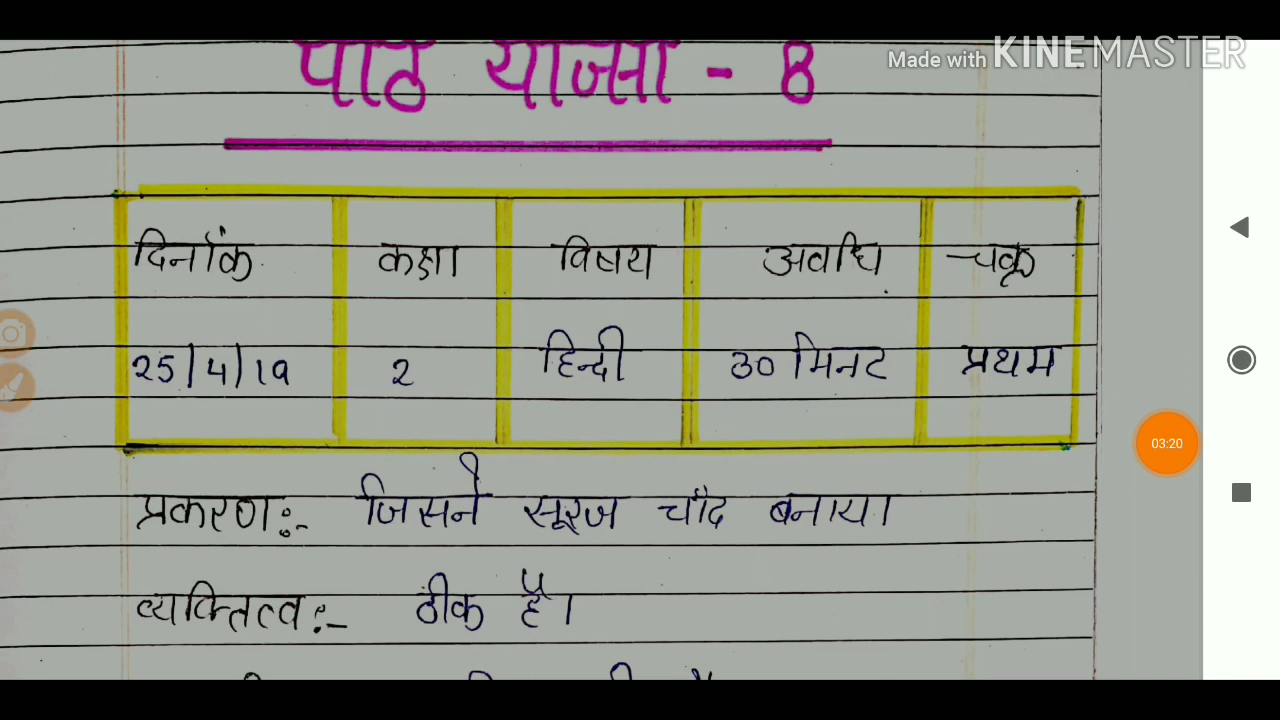 Made with KINEMASTER
पाठ योजना - 8
दिनाँक कक्षा विषय अवधि चक्र
25/4/19 2 हिन्दी 30 मिनट प्रथम
03:20
प्रकरण:- जिसने सूरज चाँद बनाया
व्यक्तित्व:- ठीक है।